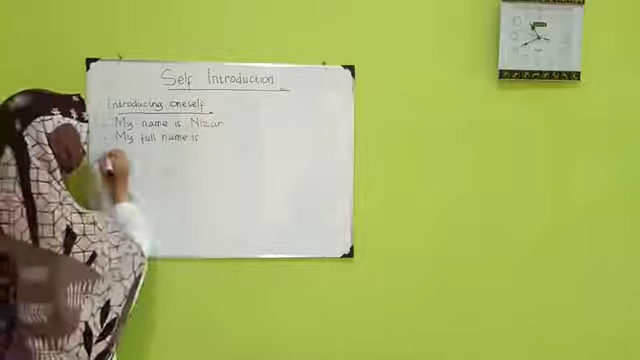 Self Introduction
Introducing oneself
- My name is Nizar
- My full name is